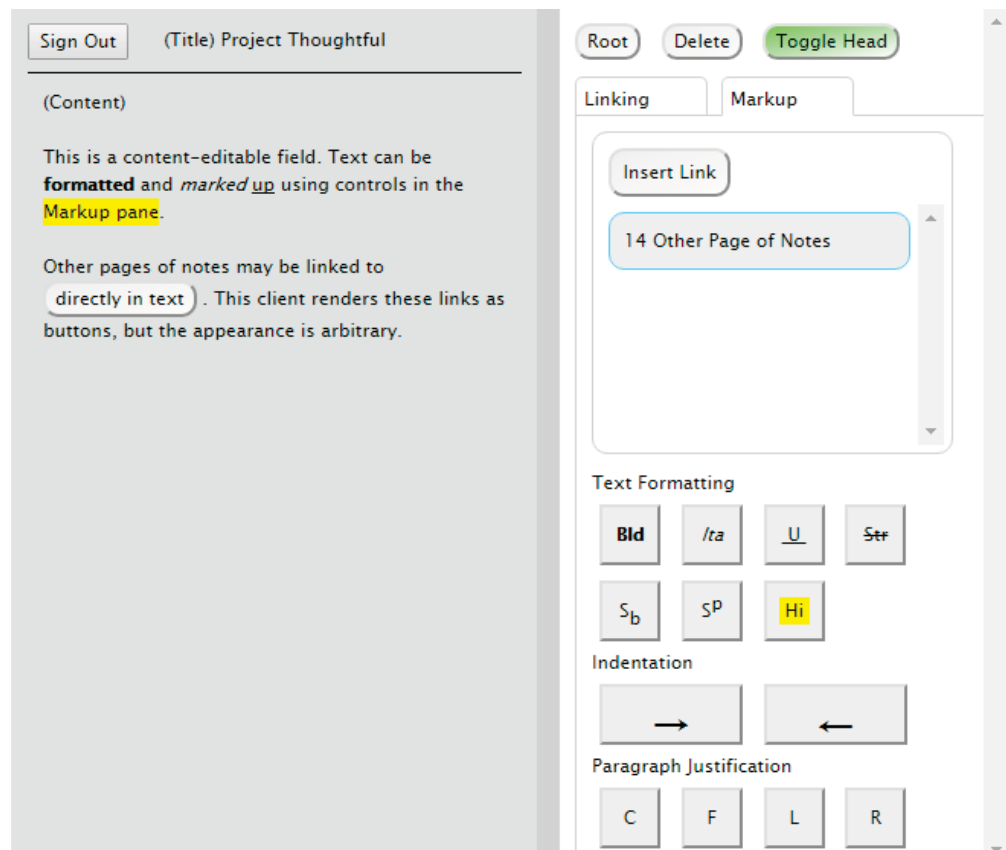 Sign Out (Title) Project Thoughtful
(Content)
This is a content-editable field. Text can be
formatted and marked up using controls in the
Markup pane.
Other pages of notes may be linked to
directly in text . This client renders these links as
buttons, but the appearance is arbitrary.
Root Delete Toggle Head
Linking Markup
Insert Link
14 Other Page of Notes
Text Formatting
Bld Ita U Str
Sb Sp Hi
Indentation
→ ←
Paragraph Justification
C F L R